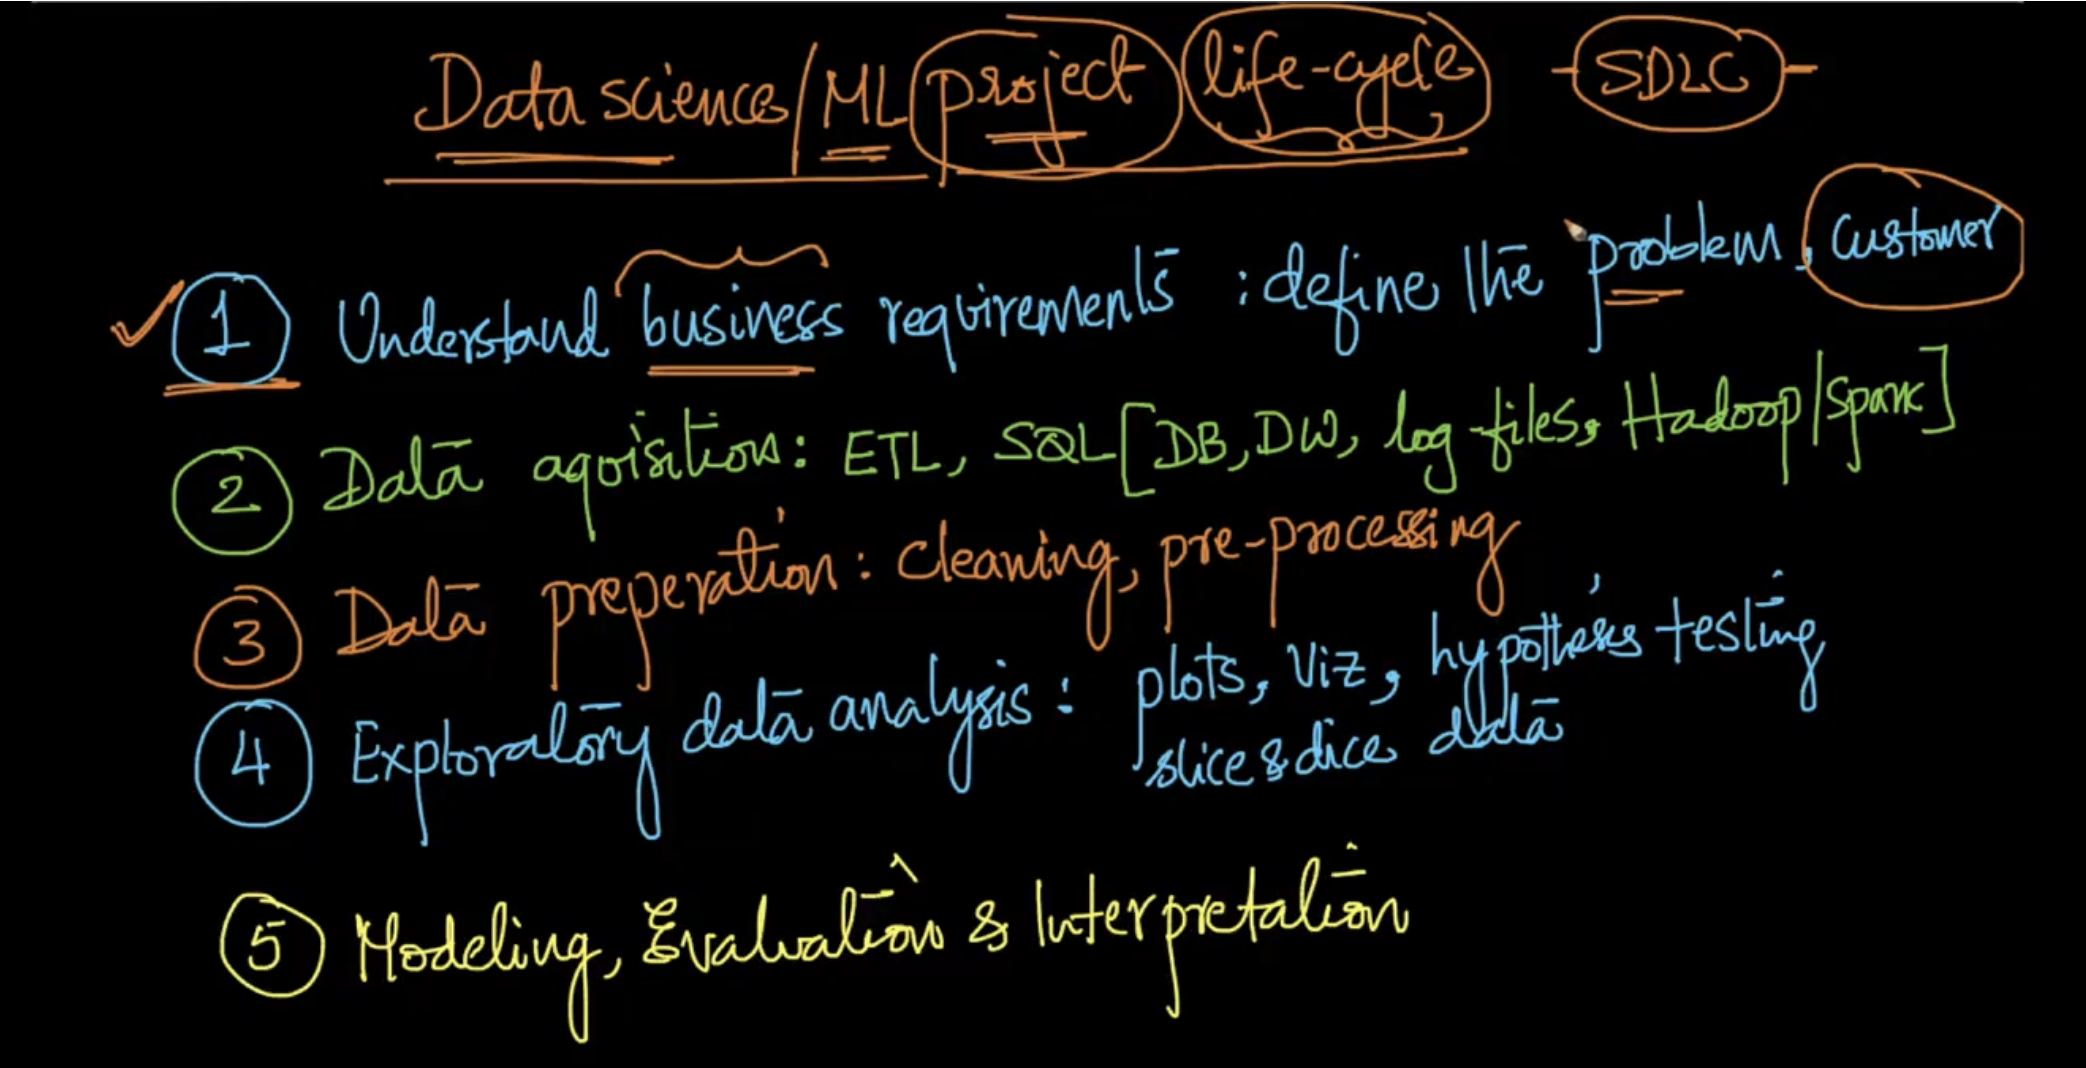 Data science/ML project life-cycle - SDLC -
1 Understand business requirements : define the problem, customer
2 Data aquisition: ETL, SQL [DB, DW, log-files, Hadoop/Spark]
3 Data preperation: cleaning, pre-processing
4 Exploratory data analysis: plots, Viz, hypothesis testing
slice & dice data
5 Modeling, Evaluation & Interpretation